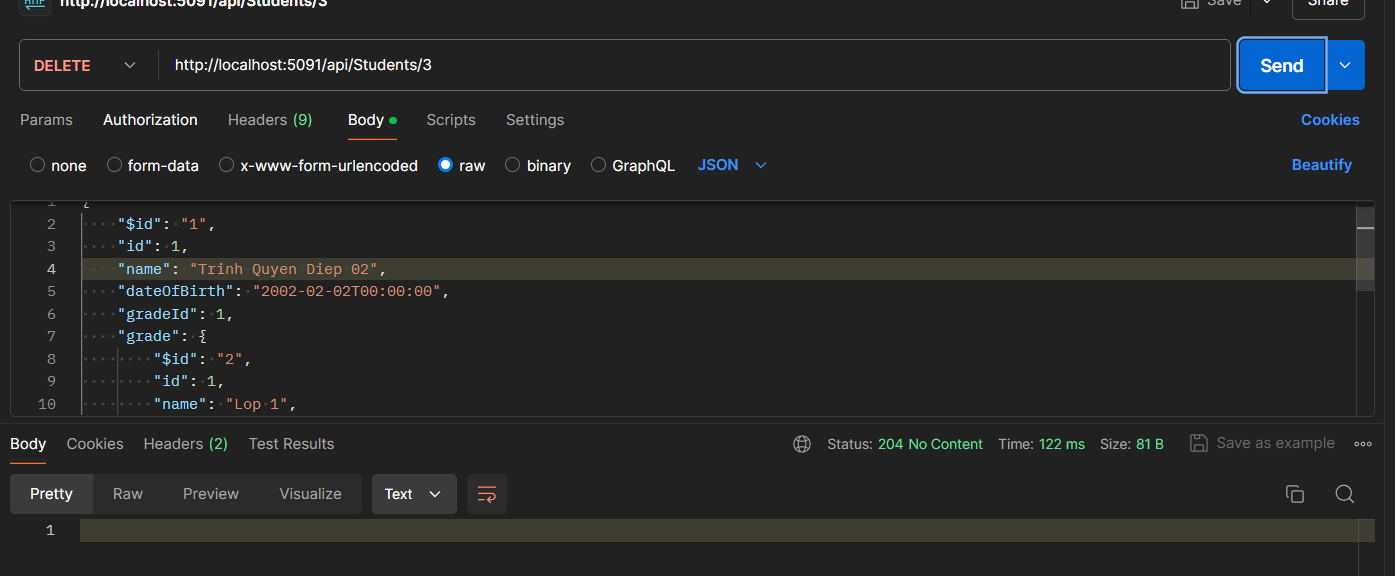 HTTP http://localhost:5091/api/Students/3 Save Share
DELETE http://localhost:5091/api/Students/3 Send
Params Authorization Headers (9) Body Scripts Settings Cookies
none form-data x-www-form-urlencoded raw binary GraphQL JSON Beautify
1 {
2 "$id": "1",
3 "id": 1,
4 "name": "Trinh Quyen Diep 02",
5 "dateOfBirth": "2002-02-02T00:00:00",
6 "gradeId": 1,
7 "grade": {
8 "$id": "2",
9 "id": 1,
10 "name": "Lop 1",
Body Cookies Headers (2) Test Results Status: 204 No Content Time: 122 ms Size: 81 B Save as example
Pretty Raw Preview Visualize Text
1